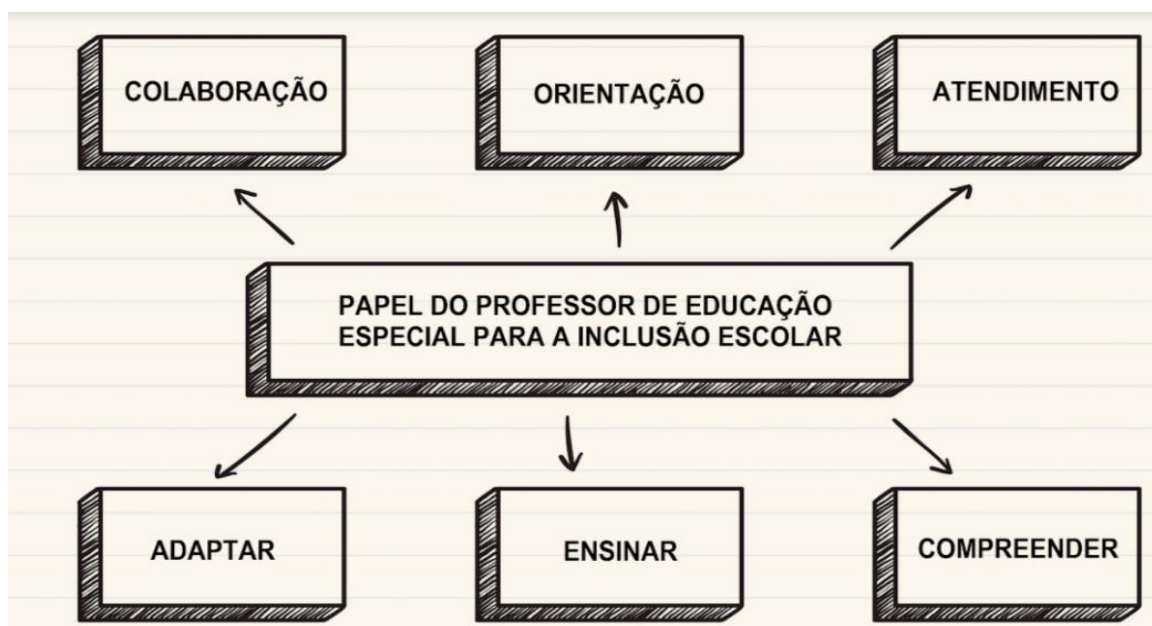 COLABORAÇÃO
ORIENTAÇÃO
ATENDIMENTO
PAPEL DO PROFESSOR DE EDUCAÇÃO
ESPECIAL PARA A INCLUSÃO ESCOLAR
ADAPTAR
ENSINAR
COMPREENDER